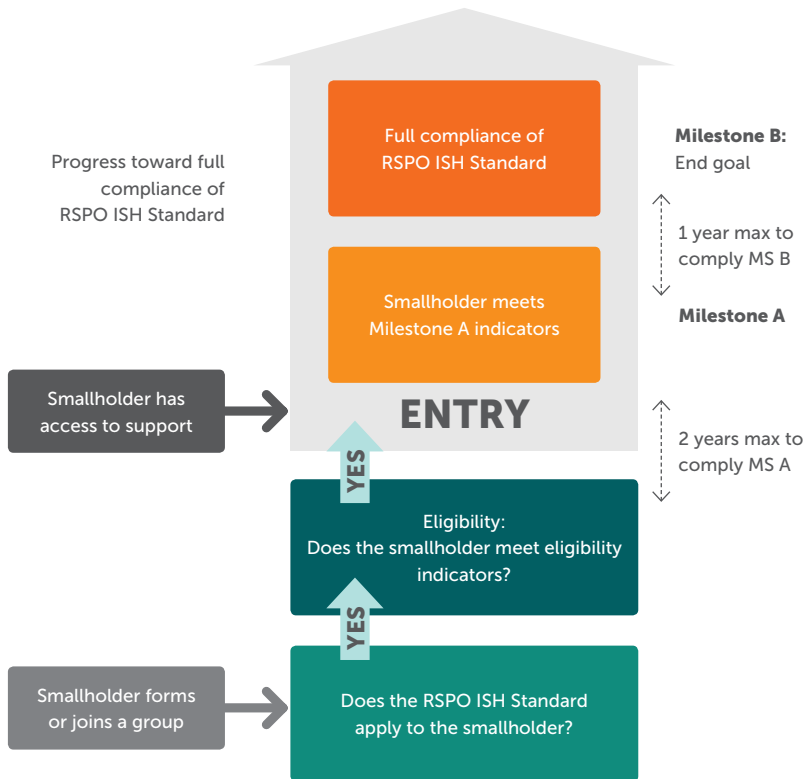 Full compliance of
RSPO ISH Standard
Milestone B:
End goal
Progress toward full
compliance of
RSPO ISH Standard
1 year max to
comply MS B
Smallholder meets
Milestone A indicators
Milestone A
Smallholder has
access to support
ENTRY
2 years max to
comply MS A
YES
Eligibility:
Does the smallholder meet eligibility
indicators?
YES
Smallholder forms
or joins a group
Does the RSPO ISH Standard
apply to the smallholder?